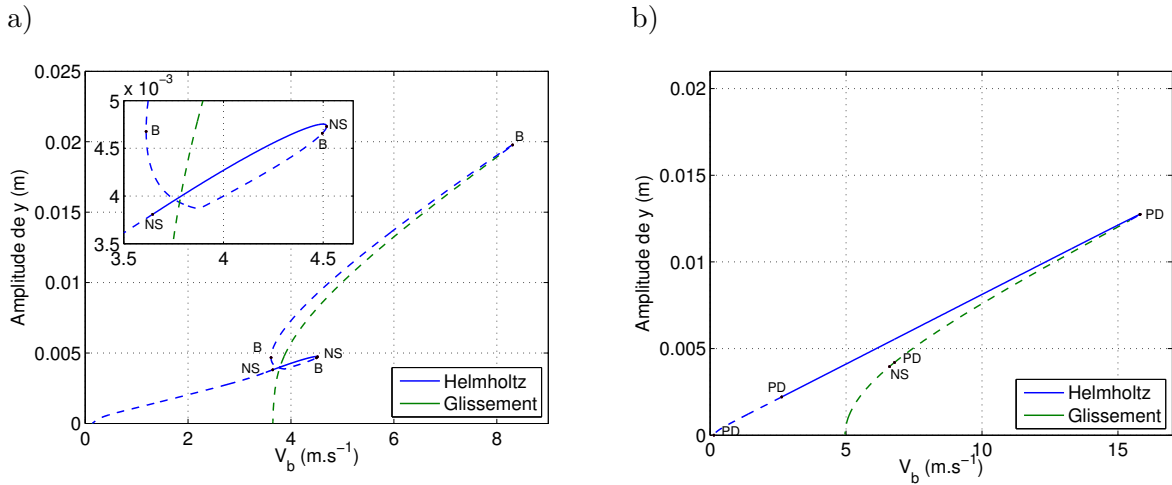 a)
b)
0.025
0.02
0.015
0.01
0.005
0
0 2 4 6 8
Amplitude de y (m)
V_b (m.s⁻¹)
5 x 10⁻³
4.5
4
3.5
3.5 4 4.5
B
NS
NS
B
B
B
NS
NS
B
Helmholtz
Glissement
0.02
0.015
0.01
0.005
0
0 5 10 15
Amplitude de y (m)
V_b (m.s⁻¹)
PD
PD
NS
PD
PD
Helmholtz
Glissement